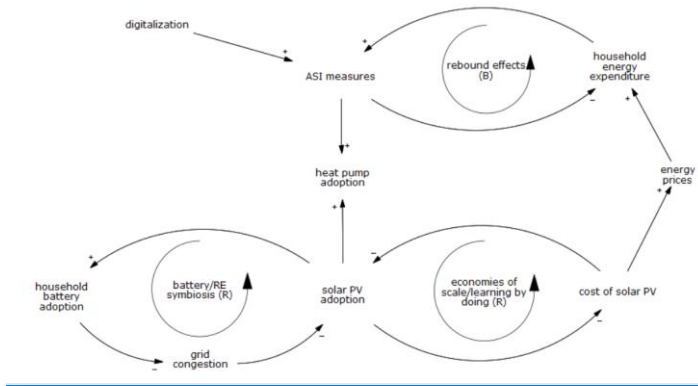 digitalization
+
ASI measures
+
rebound effects
(B)
household
energy
expenditure
−
+
+
heat pump
adoption
+
energy
prices
+
household
battery
adoption
+
battery/RE
symbiosis (R)
solar PV
adoption
−
economies of
scale/learning by
doing (R)
cost of solar PV
−
−
grid
congestion
−